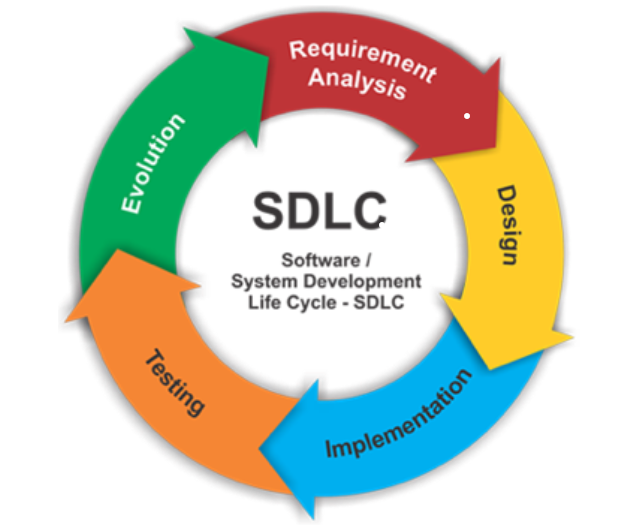 Requirement
Analysis
Design
Implementation
Testing
Evolution
SDLC
Software /
System Development
Life Cycle - SDLC